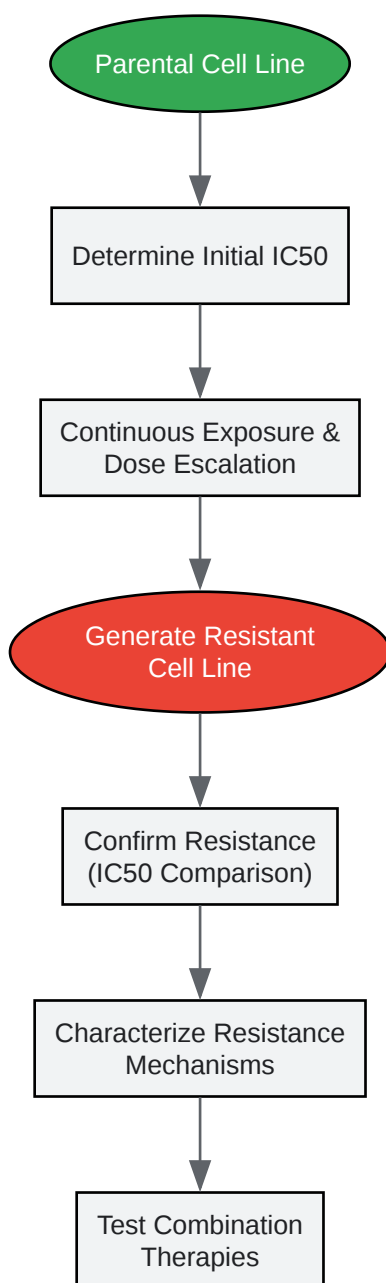 Parental Cell Line
Determine Initial IC50
Continuous Exposure &
Dose Escalation
Generate Resistant
Cell Line
Confirm Resistance
(IC50 Comparison)
Characterize Resistance
Mechanisms
Test Combination
Therapies